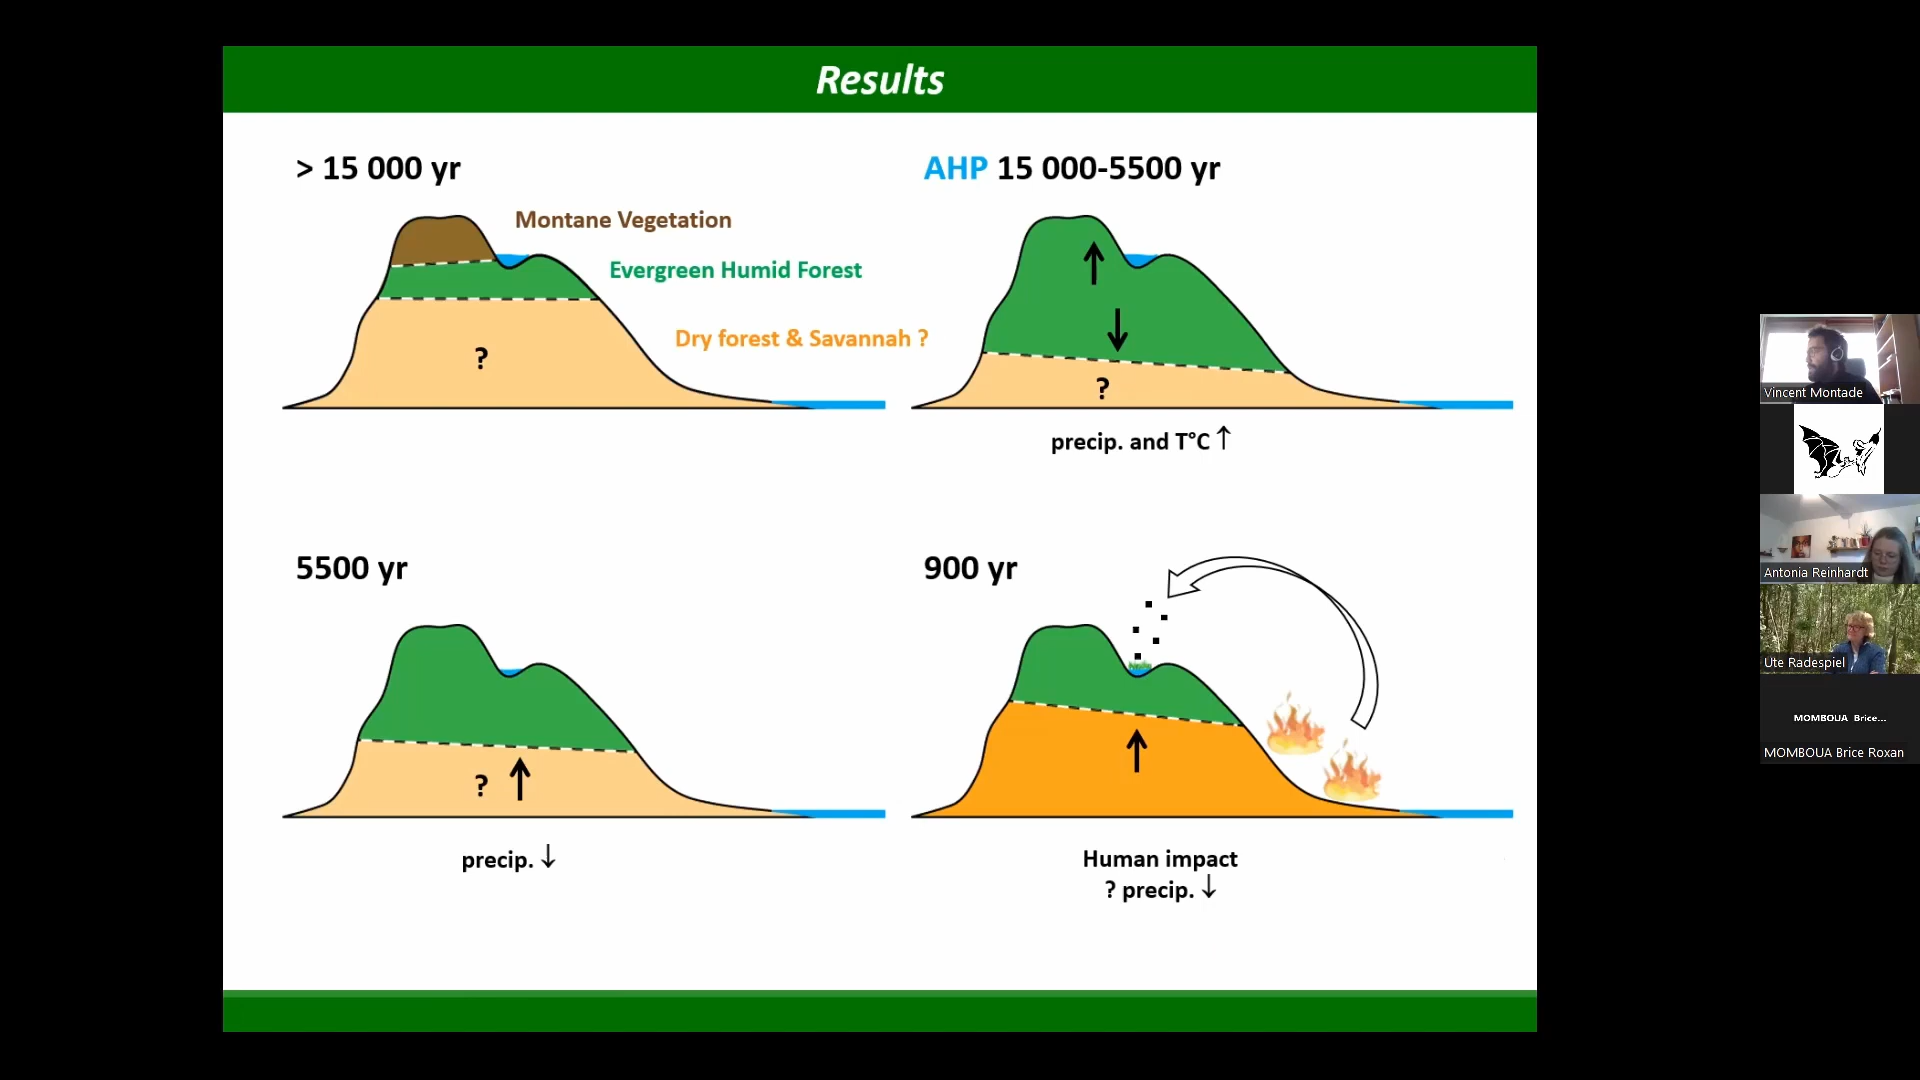 Results
> 15 000 yr
Montane Vegetation
Evergreen Humid Forest
Dry forest & Savannah ?
?
AHP 15 000-5500 yr
?
precip. and T°C ↑
5500 yr
?
precip. ↓
900 yr
Human impact
? precip. ↓
Vincent Montade
Antonia Reinhardt
Ute Radespiel
MOMBOUA Brice...
MOMBOUA Brice Roxan